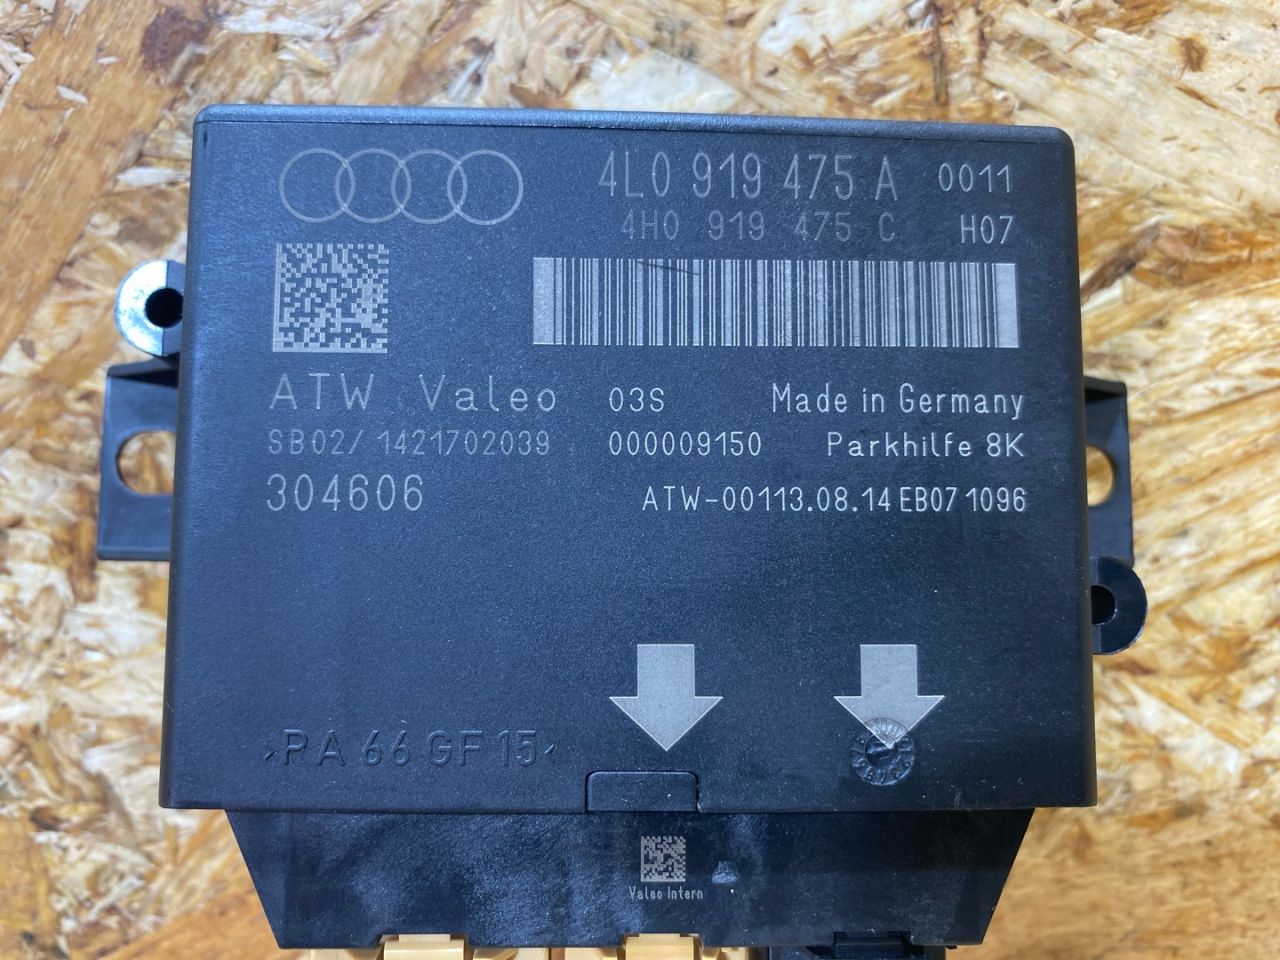 4L0 919 475 A 0011
4H0 919 475 C H07
ATW Valeo 03S Made in Germany
SB02/ 1421702039 000009150 Parkhilfe 8K
304606 ATW-00113.08.14 EB07 1096
>PA 66 GF 15<
Valeo Intern